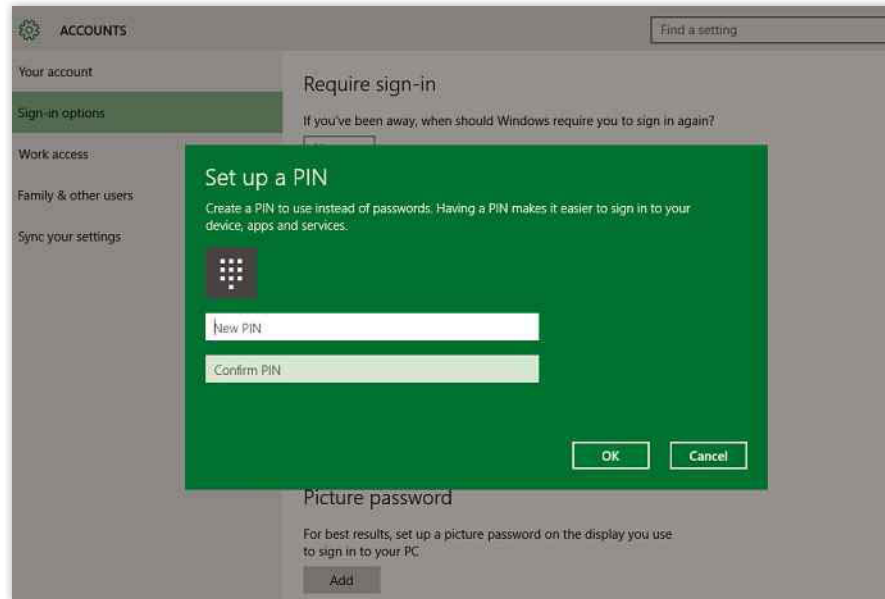 ACCOUNTS
Find a setting
Your account
Sign-in options
Work access
Family & other users
Sync your settings
Require sign-in
If you've been away, when should Windows require you to sign in again?
Set up a PIN
Create a PIN to use instead of passwords. Having a PIN makes it easier to sign in to your
device, apps and services.
New PIN
Confirm PIN
OK
Cancel
Picture password
For best results, set up a picture password on the display you use
to sign in to your PC
Add